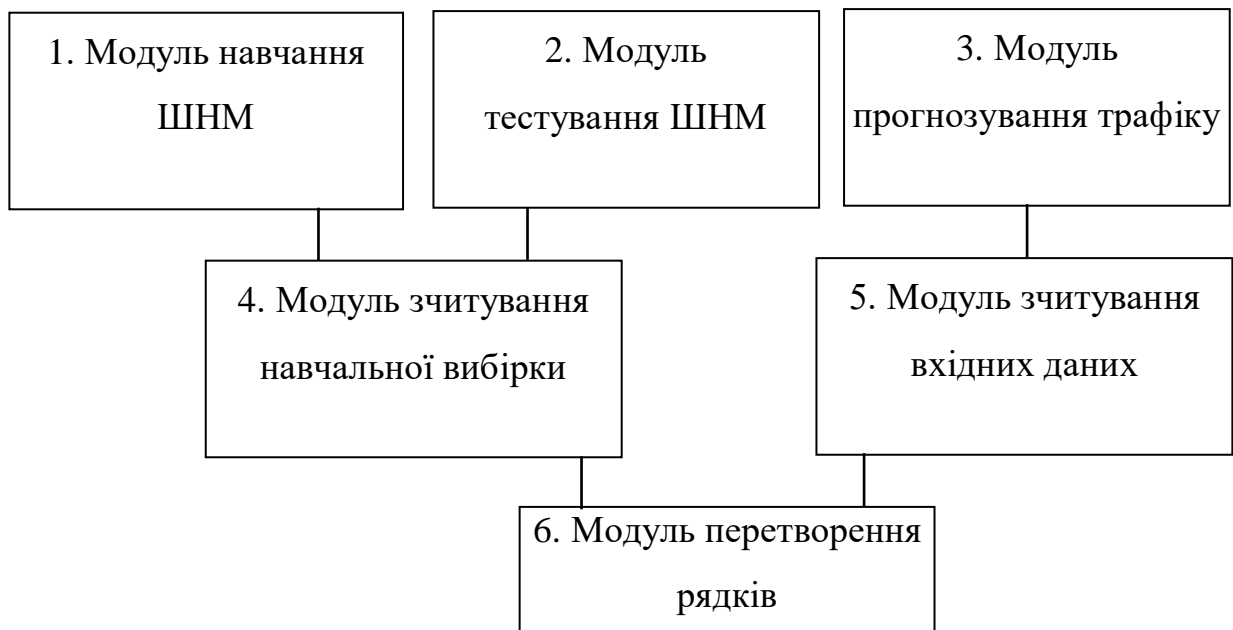 1. Модуль навчання
ШНМ
2. Модуль
тестування ШНМ
3. Модуль
прогнозування трафіку
4. Модуль зчитування
навчальної вибірки
5. Модуль зчитування
вхідних даних
6. Модуль перетворення
рядків